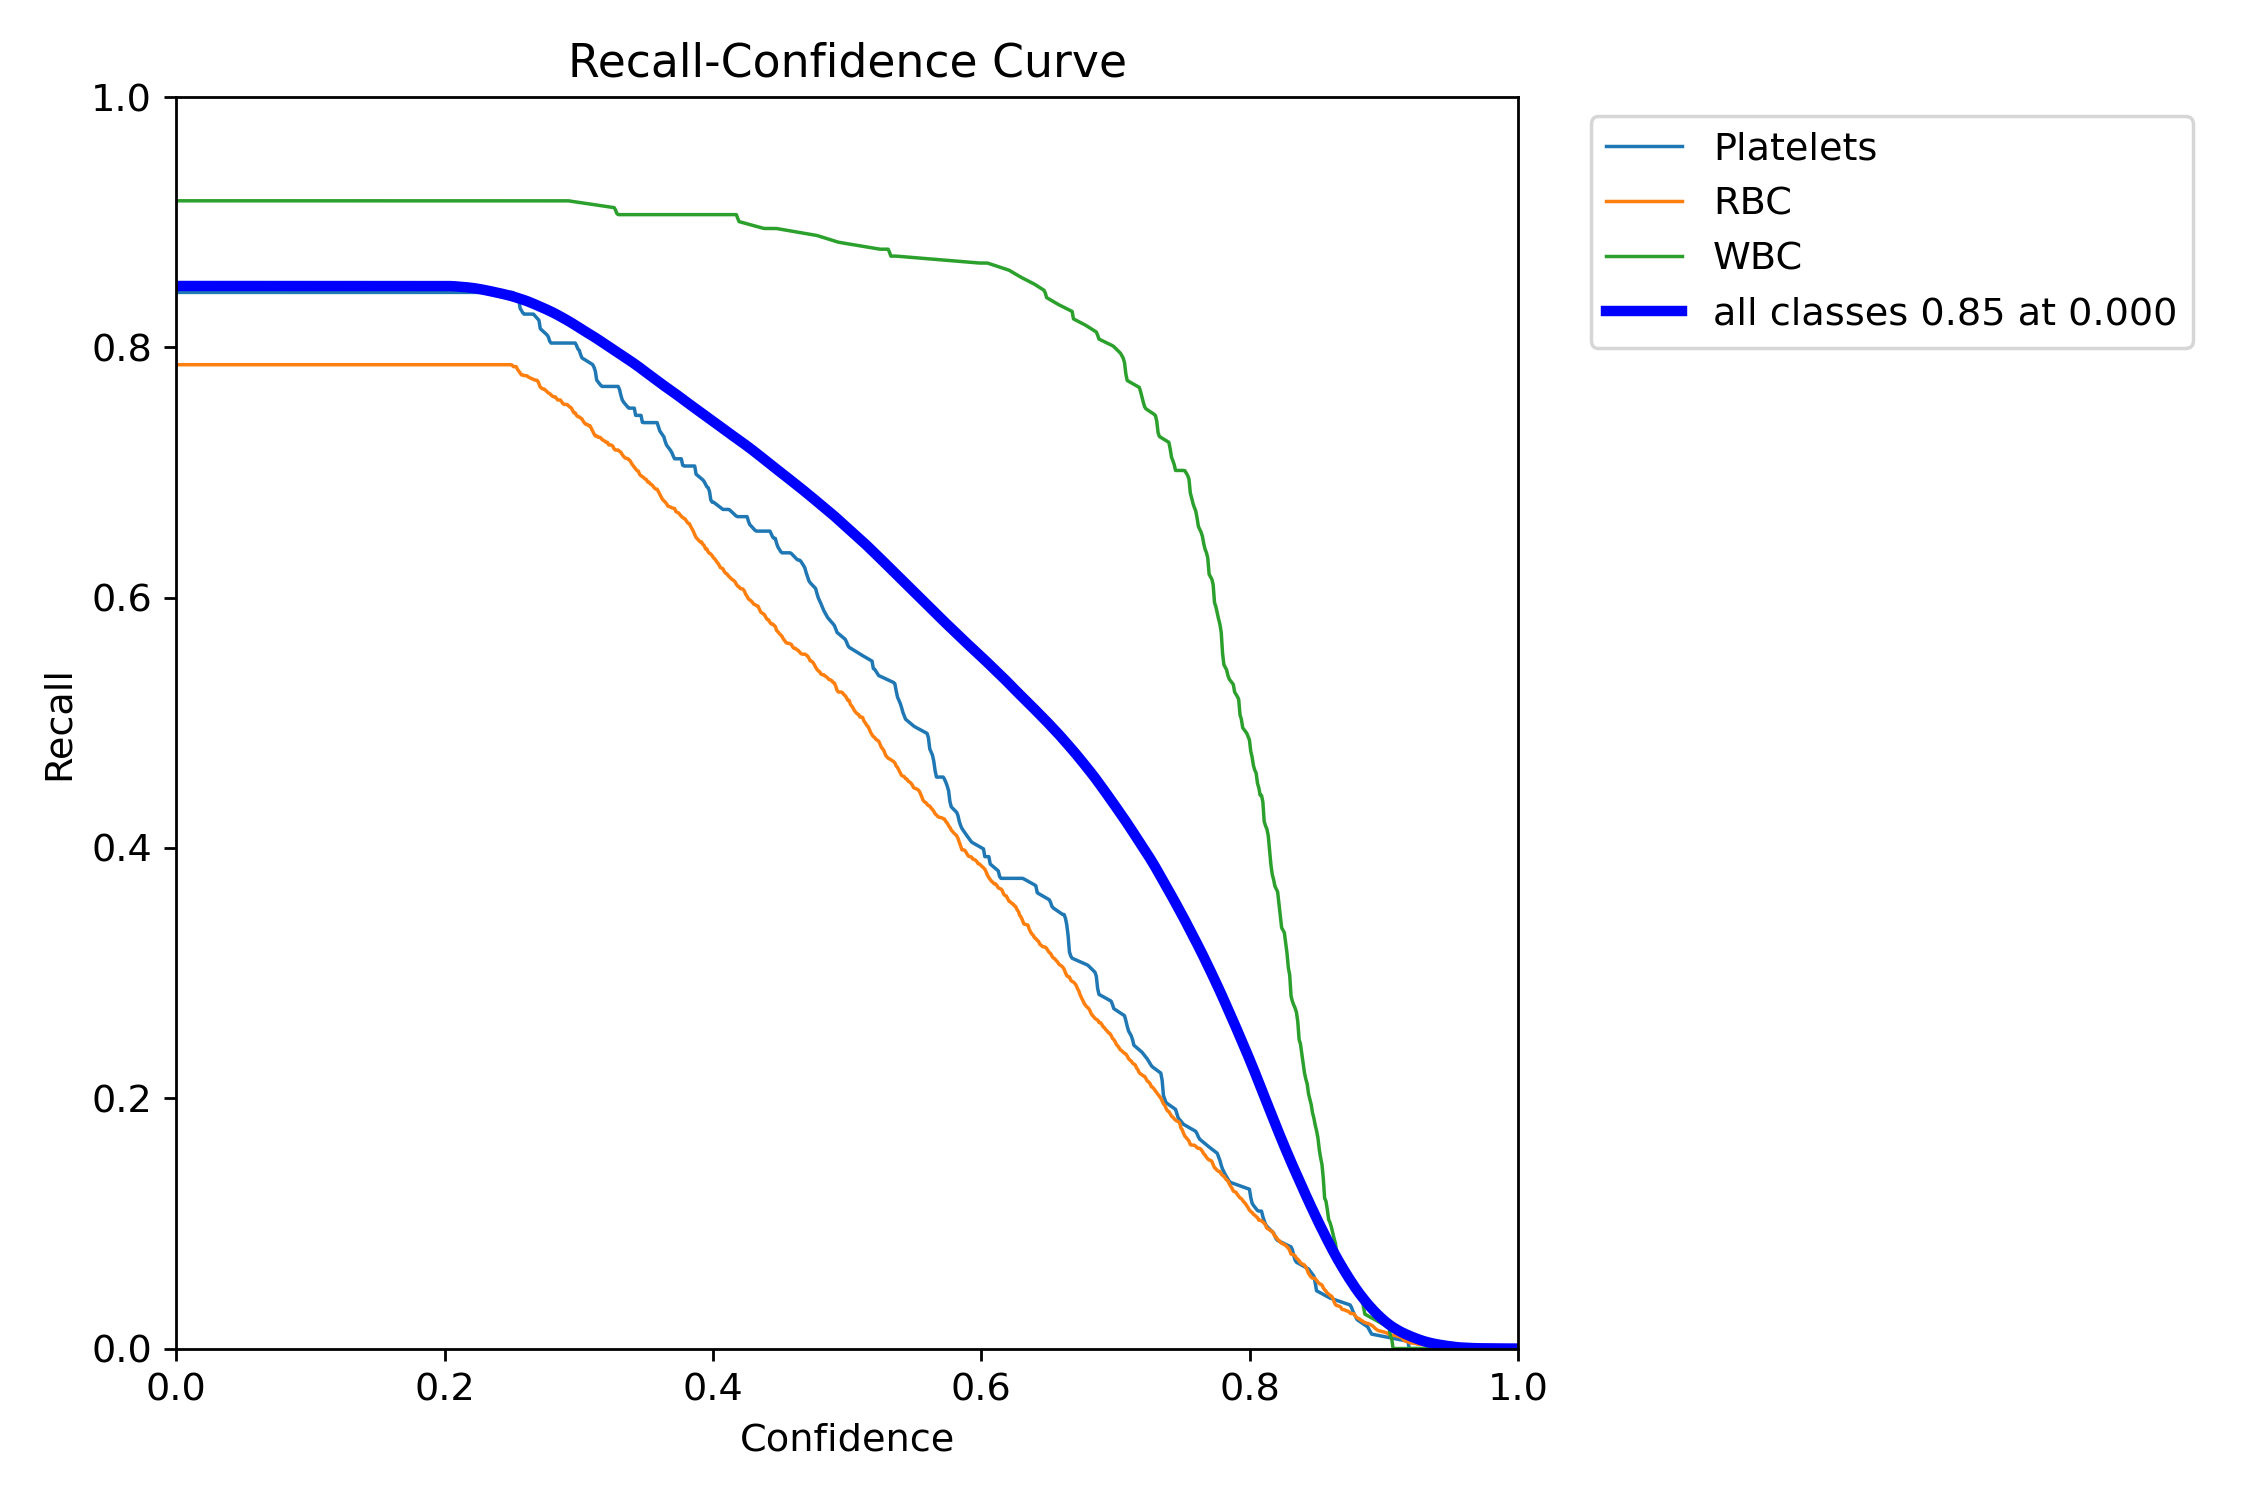 Recall-Confidence Curve
Platelets
RBC
WBC
all classes 0.85 at 0.000
1.0
0.8
0.6
0.4
0.2
0.0
Recall
0.0 0.2 0.4 0.6 0.8 1.0
Confidence